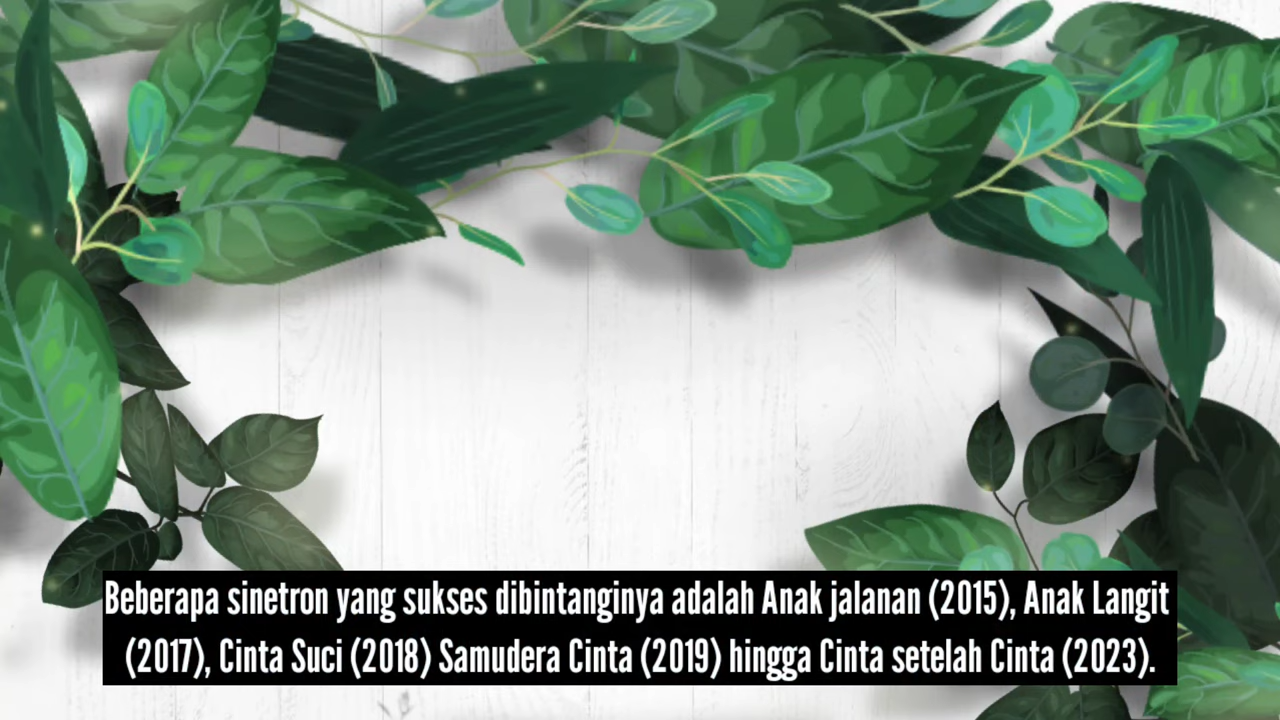 Beberapa sinetron yang sukses dibintanginya adalah Anak jalanan (2015), Anak Langit
(2017), Cinta Suci (2018) Samudera Cinta (2019) hingga Cinta setelah Cinta (2023).